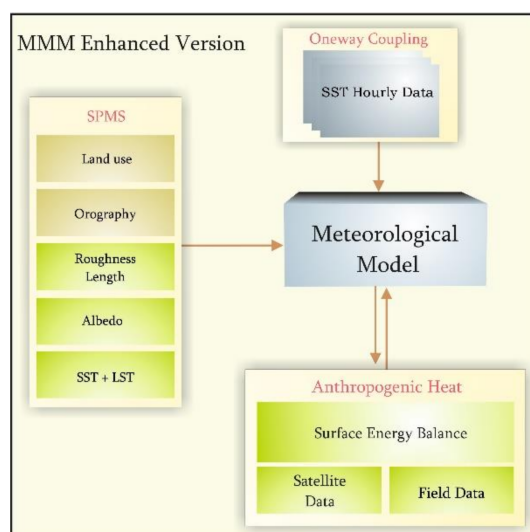 MMM Enhanced Version
Oneway Coupling
SST Hourly Data
SPMS
Land use
Orography
Roughness
Length
Albedo
SST + LST
Meteorological
Model
Anthropogenic Heat
Surface Energy Balance
Satellite
Data
Field Data